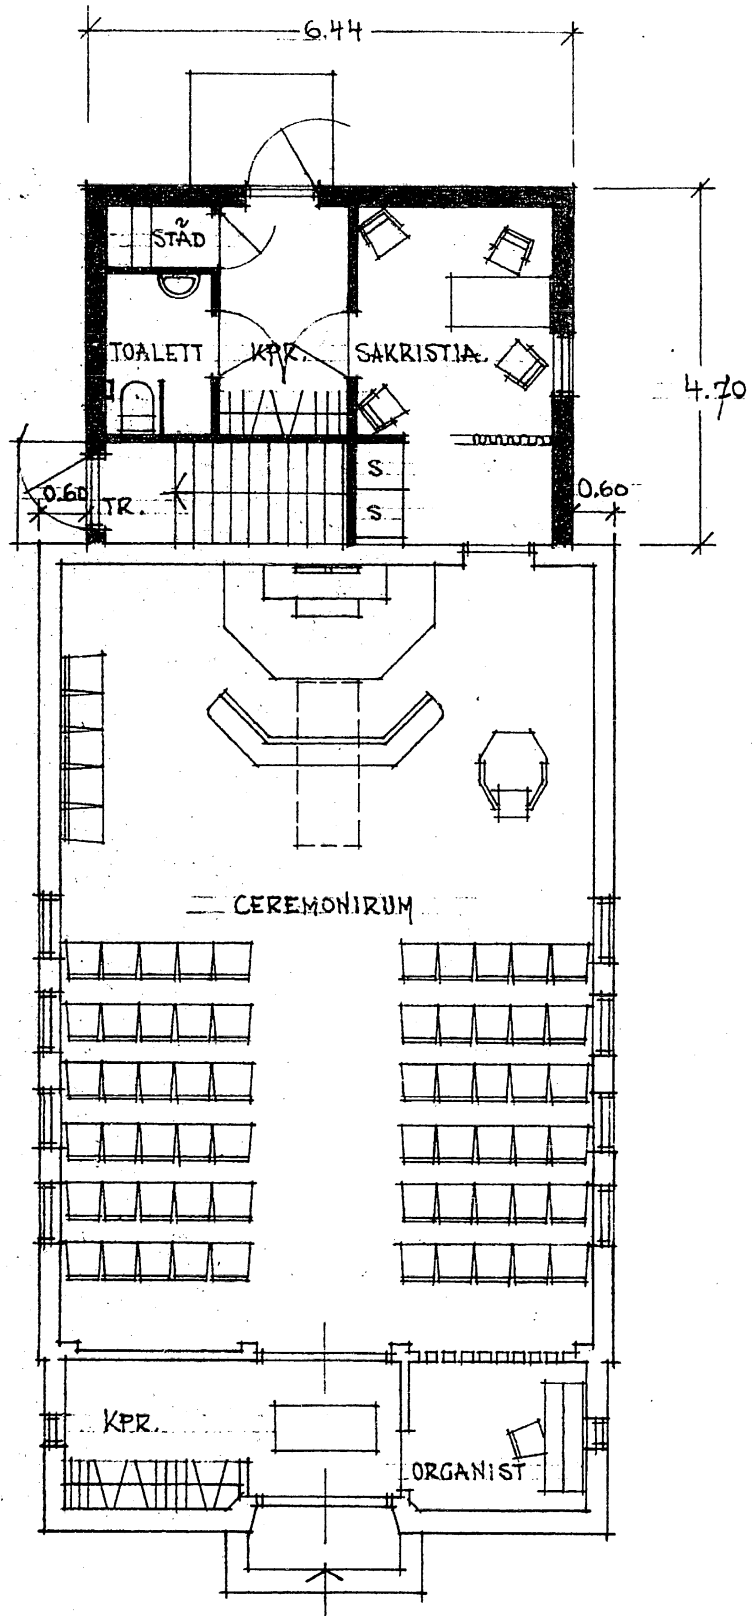 6.44
STÄD
TOALETT
KPR.
SAKRISTIA.
4.70
S
0.60
TR.
S
0.60
CEREMONIRUM
KPR.
ORGANIST